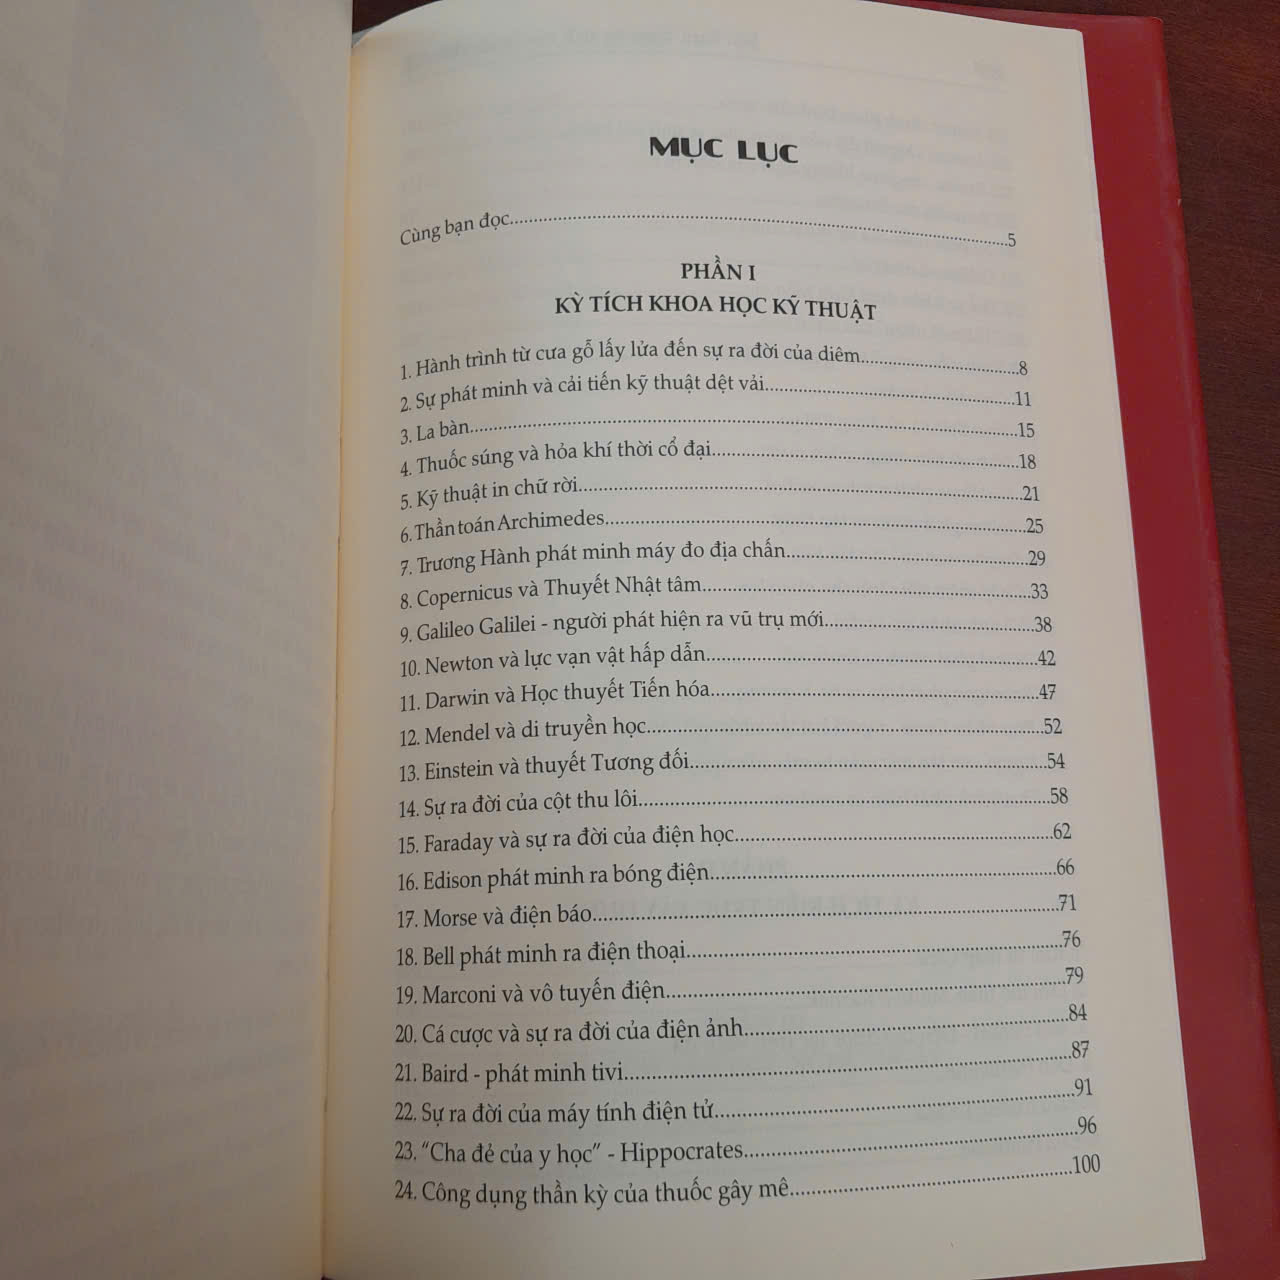 MỤC LỤC
Cùng bạn đọc..........5
PHẦN I
KỲ TÍCH KHOA HỌC KỸ THUẬT
1. Hành trình từ cưa gỗ lấy lửa đến sự ra đời của diêm..........8
2. Sự phát minh và cải tiến kỹ thuật dệt vải..........11
3. La bàn..........15
4. Thuốc súng và hỏa khí thời cổ đại..........18
5. Kỹ thuật in chữ rời..........21
6. Thần toán Archimedes..........25
7. Trương Hành phát minh máy đo địa chấn..........29
8. Copernicus và Thuyết Nhật tâm..........33
9. Galileo Galilei - người phát hiện ra vũ trụ mới..........38
10. Newton và lực vạn vật hấp dẫn..........42
11. Darwin và Học thuyết Tiến hóa..........47
12. Mendel và di truyền học..........52
13. Einstein và thuyết Tương đối..........54
14. Sự ra đời của cột thu lôi..........58
15. Faraday và sự ra đời của điện học..........62
16. Edison phát minh ra bóng điện..........66
17. Morse và điện báo..........71
18. Bell phát minh ra điện thoại..........76
19. Marconi và vô tuyến điện..........79
20. Cá cược và sự ra đời của điện ảnh..........84
21. Baird - phát minh tivi..........87
22. Sự ra đời của máy tính điện tử..........91
23. “Cha đẻ của y học” - Hippocrates..........96
24. Công dụng thần kỳ của thuốc gây mê..........100